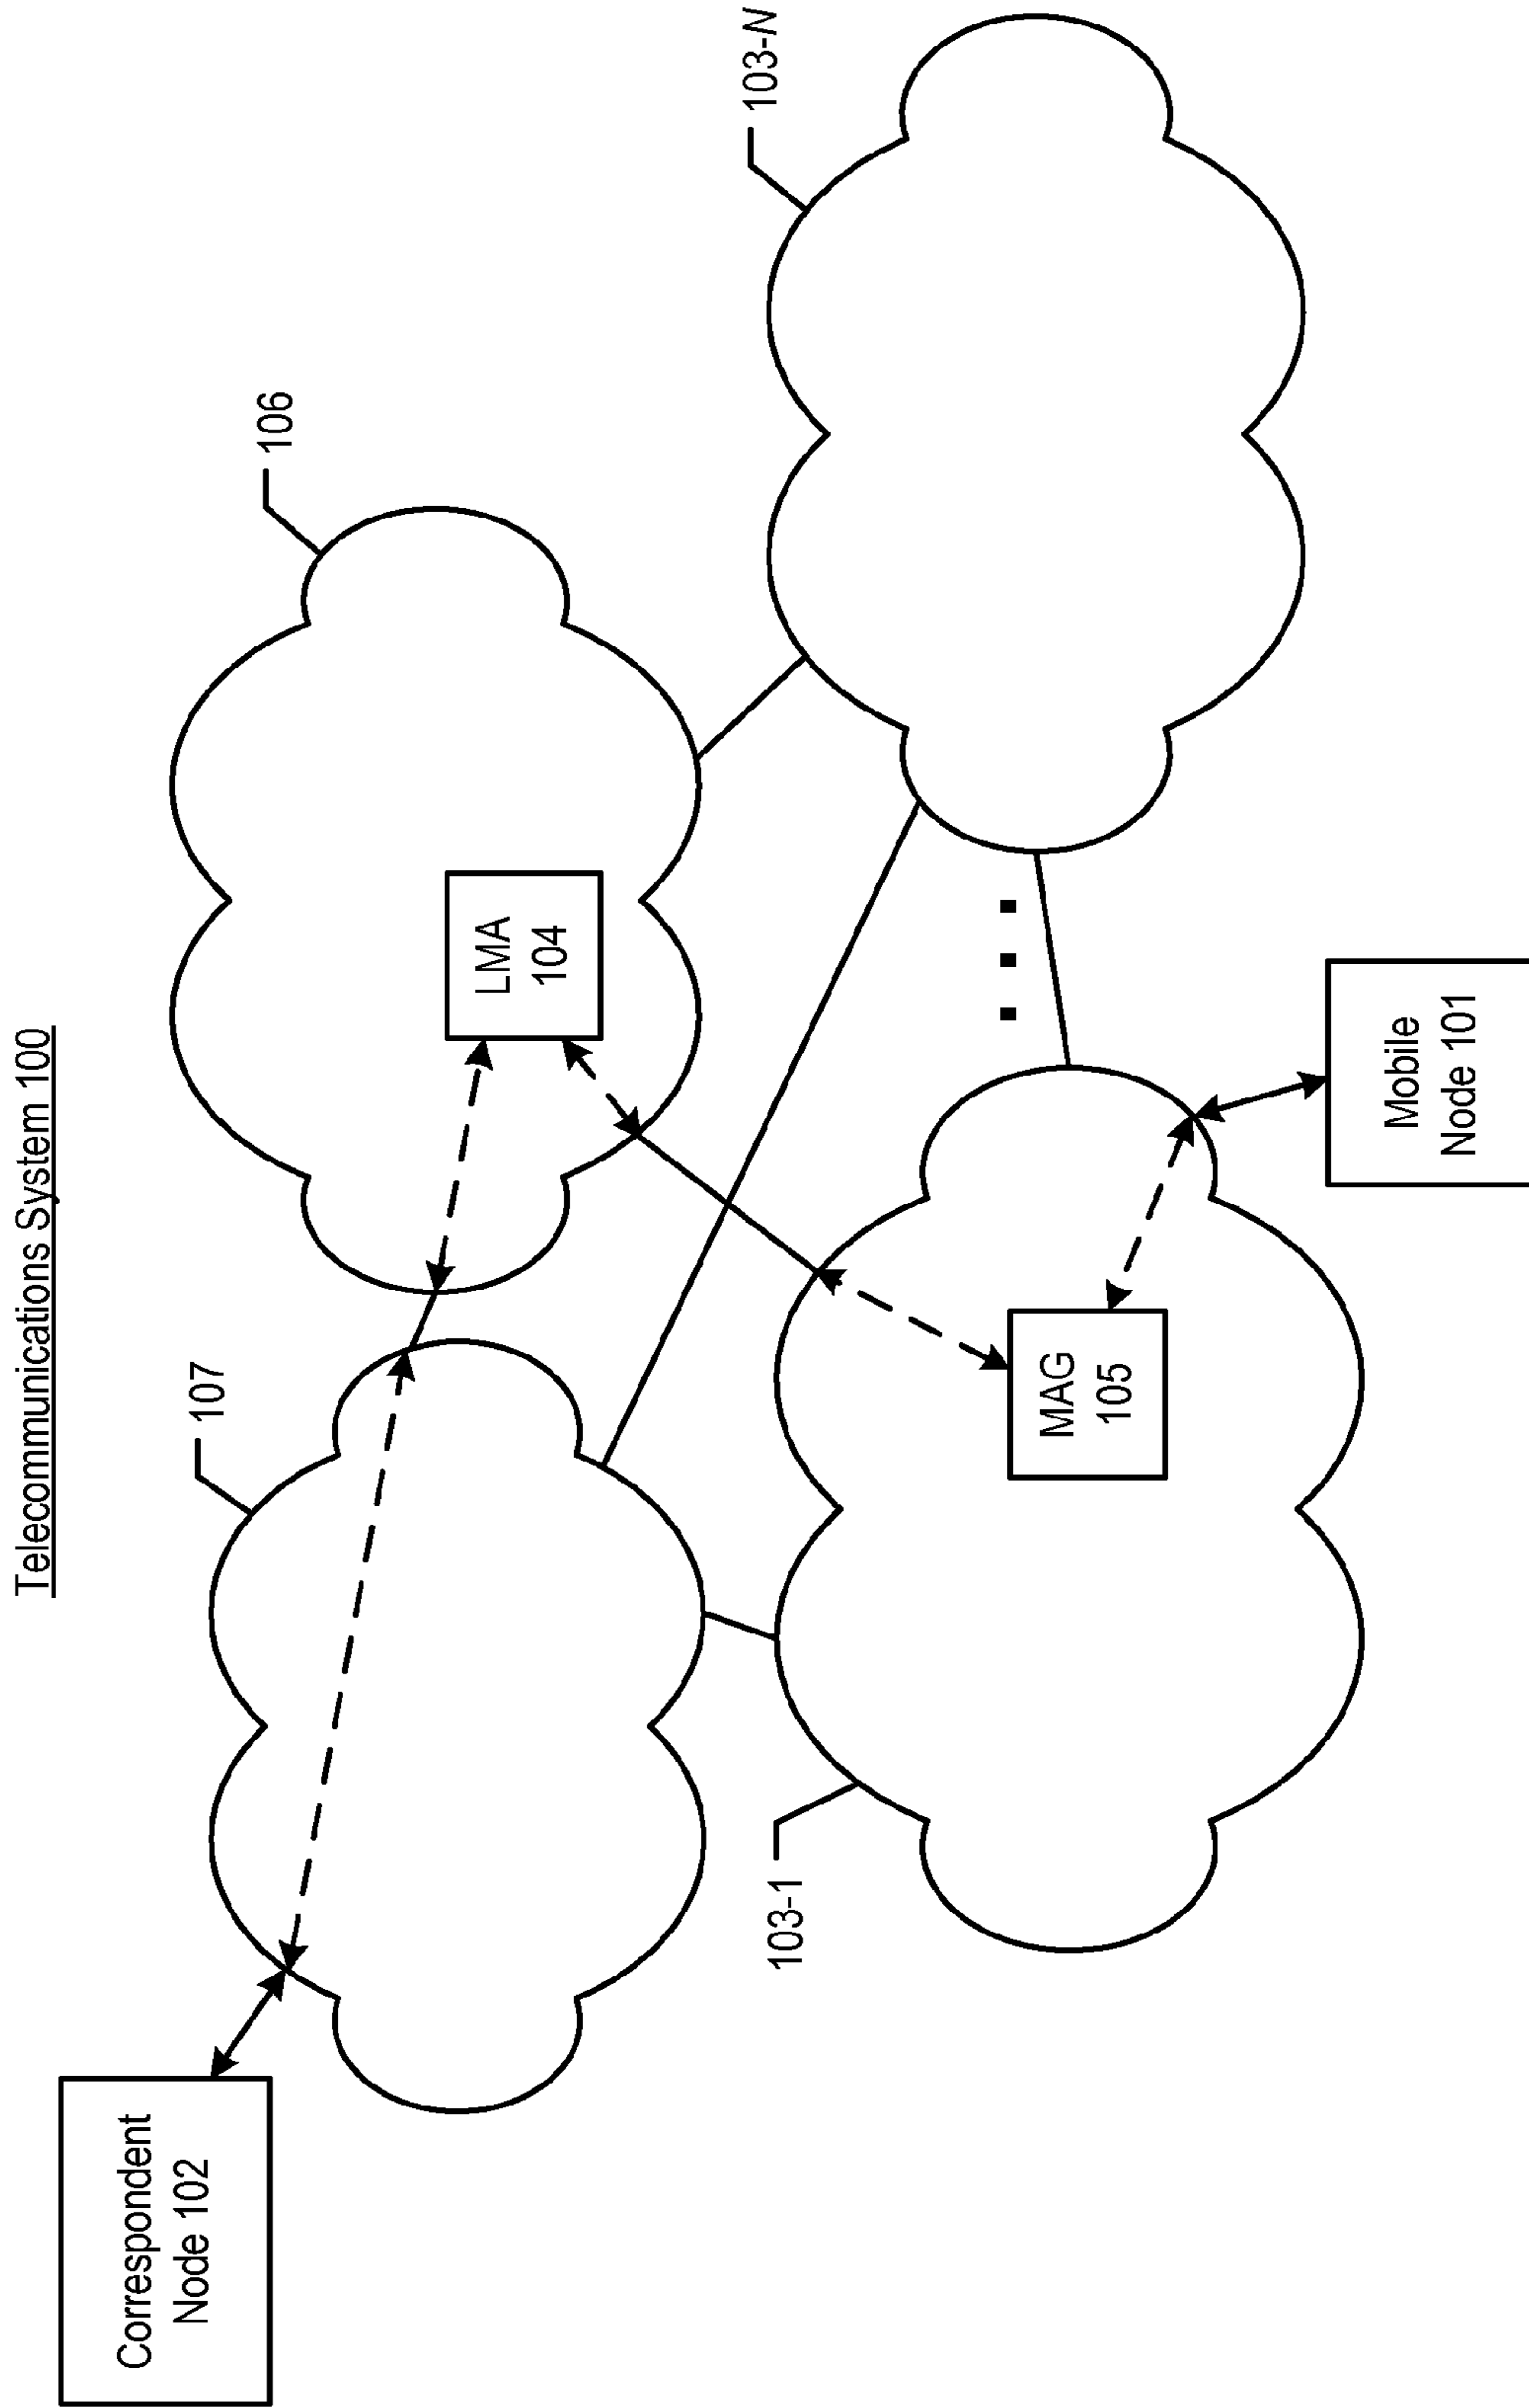 Telecommunications System 100
Correspondent
Node 102
107
106
LMA
104
103-N
103-1
MAG
105
Mobile
Node 101